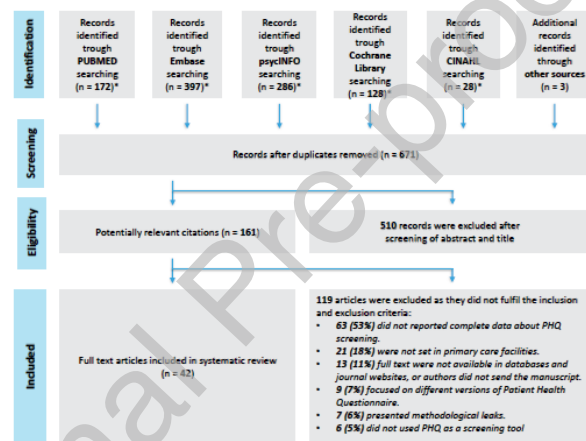 Identification
Records
identified
trough
PUBMED
searching
(n = 172)*
Records
identified
trough
Embase
searching
(n = 397)*
Records
identified
trough
psycINFO
searching
(n = 286)*
Records
identified
trough
Cochrane
Library
searching
(n = 128)*
Records
identified
trough
CINAHL
searching
(n = 28)*
Additional
records
identified
through
other sources
(n = 3)
Screening
Records after duplicates removed (n = 671)
Eligibility
Potentially relevant citations (n = 161)
510 records were excluded after
screening of abstract and title
Included
Full text articles included in systematic review
(n = 42)
119 articles were excluded as they did not fulfil the inclusion
and exclusion criteria:
• 63 (53%) did not reported complete data about PHQ
screening.
• 21 (18%) were not set in primary care facilities.
• 13 (11%) full text were not available in databases and
journal websites, or authors did not send the manuscript.
• 9 (7%) focused on different versions of Patient Health
Questionnaire.
• 7 (6%) presented methodological leaks.
• 6 (5%) did not used PHQ as a screening tool
nal Pre-proo